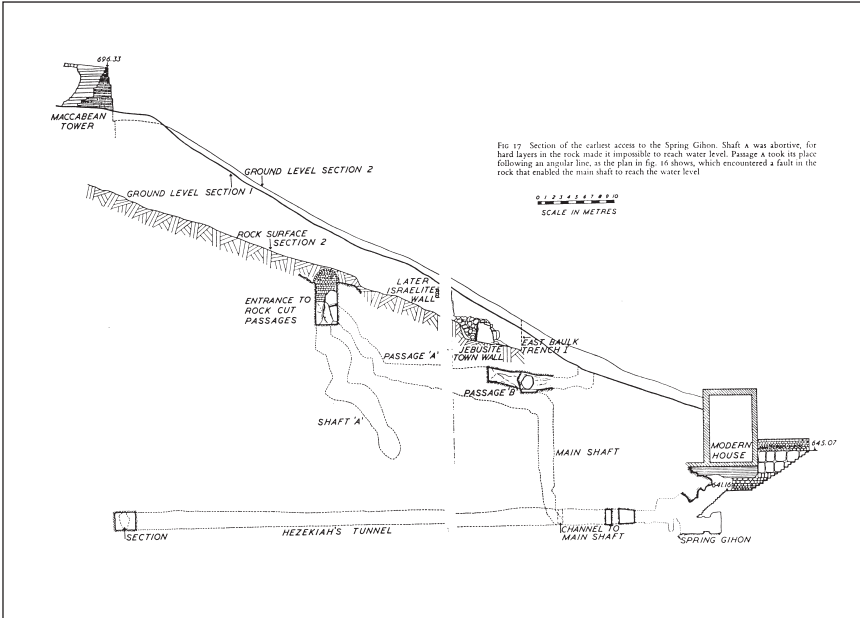 696.33
MACCABEAN
TOWER
FIG 17 Section of the earliest access to the Spring Gihon. Shaft A was abortive, for
hard layers in the rock made it impossible to reach water level. Passage A took its place
following an angular line, as the plan in fig. 16 shows, which encountered a fault in the
rock that enabled the main shaft to reach the water level
0 1 2 3 4 5 6 7 8 9 10
SCALE IN METRES
GROUND LEVEL SECTION 2
GROUND LEVEL SECTION 1
ROCK SURFACE
SECTION 2
LATER
ISRAELITE
WALL
ENTRANCE TO
ROCK CUT
PASSAGES
EAST BAULK
TRENCH I
JEBUSITE
TOWN WALL
PASSAGE 'A'
PASSAGE 'B'
SHAFT 'A'
MAIN SHAFT
MODERN
HOUSE
645.07
641.16
CHANNEL TO
MAIN SHAFT
HEZEKIAH'S TUNNEL
SECTION
SPRING GIHON